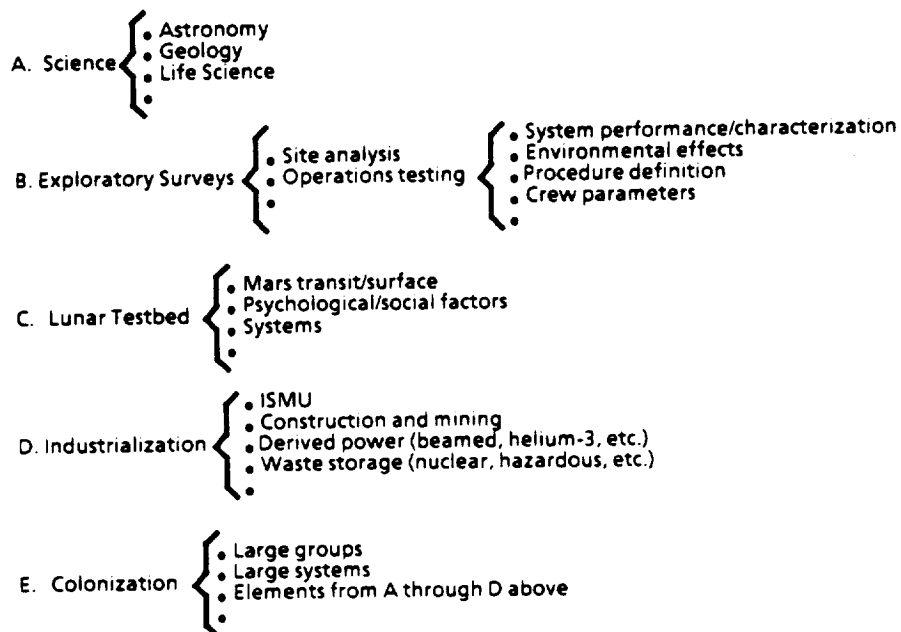 A. Science
• Astronomy
• Geology
• Life Science
•
B. Exploratory Surveys
• Site analysis
• Operations testing
•
• System performance/characterization
• Environmental effects
• Procedure definition
• Crew parameters
•
C. Lunar Testbed
• Mars transit/surface
• Psychological/social factors
• Systems
•
D. Industrialization
• ISMU
• Construction and mining
• Derived power (beamed, helium-3, etc.)
• Waste storage (nuclear, hazardous, etc.)
•
E. Colonization
• Large groups
• Large systems
• Elements from A through D above
•